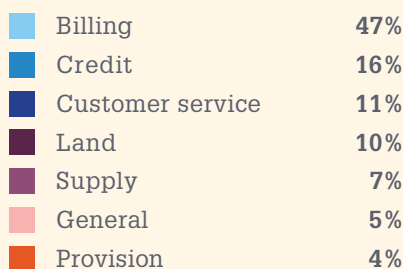 Billing 47%
Credit 16%
Customer service 11%
Land 10%
Supply 7%
General 5%
Provision 4%